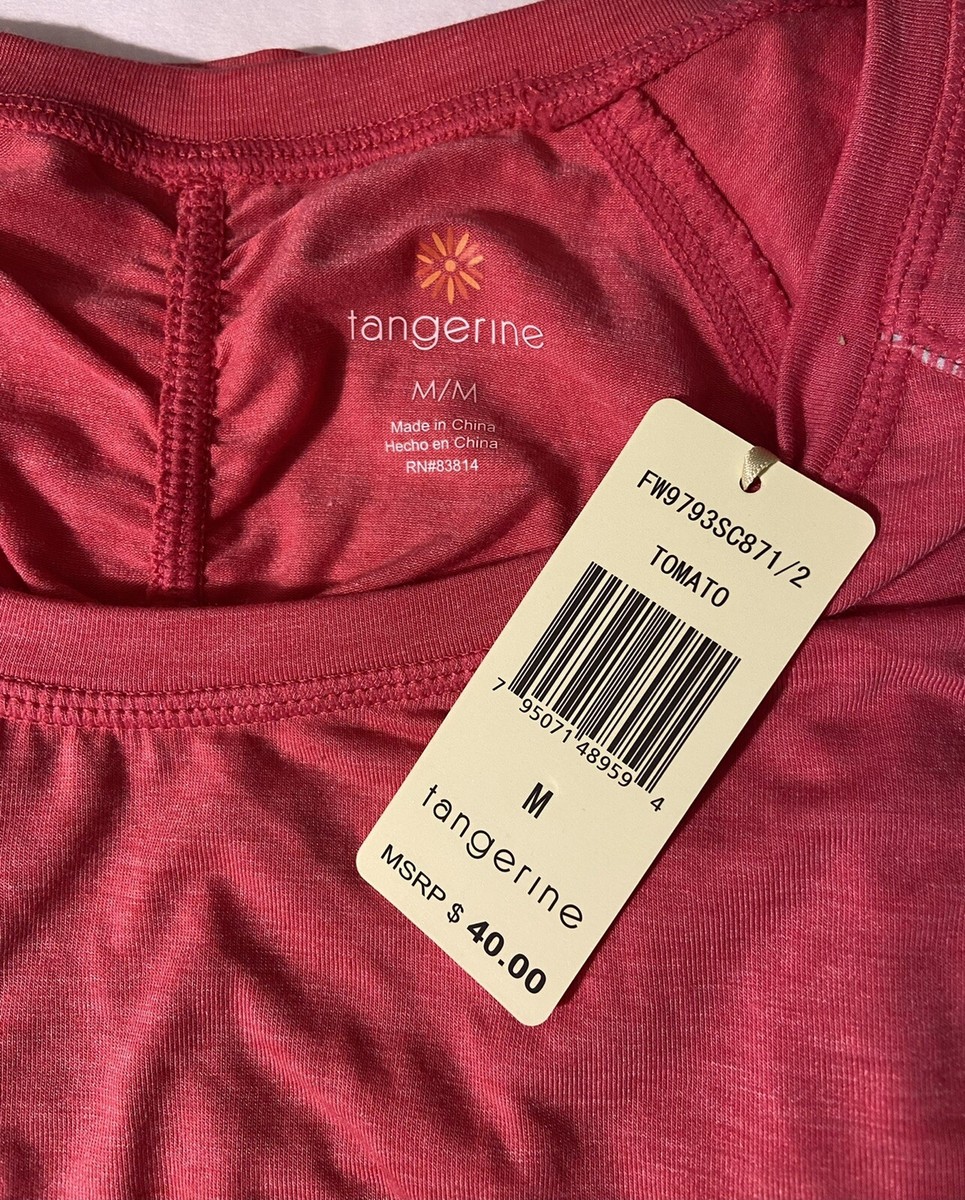 tangerine
M/M
Made in China
Hecho en China
RN#83814
FW9793SC871/2
TOMATO
7 95071 48959 4
M
tangerine
MSRP $ 40.00